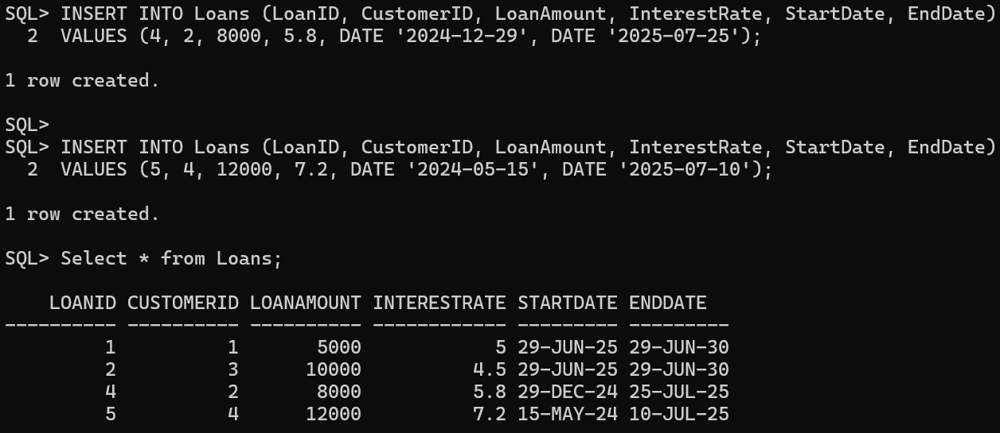 SQL> INSERT INTO Loans (LoanID, CustomerID, LoanAmount, InterestRate, StartDate, EndDate)
  2  VALUES (4, 2, 8000, 5.8, DATE '2024-12-29', DATE '2025-07-25');
1 row created.
SQL>
SQL> INSERT INTO Loans (LoanID, CustomerID, LoanAmount, InterestRate, StartDate, EndDate)
  2  VALUES (5, 4, 12000, 7.2, DATE '2024-05-15', DATE '2025-07-10');
1 row created.
SQL> Select * from Loans;
    LOANID CUSTOMERID LOANAMOUNT INTERESTRATE STARTDATE ENDDATE
---------- ---------- ---------- ------------ --------- ---------
         1          1       5000            5 29-JUN-25 29-JUN-30
         2          3      10000          4.5 29-JUN-25 29-JUN-30
         4          2       8000          5.8 29-DEC-24 25-JUL-25
         5          4      12000          7.2 15-MAY-24 10-JUL-25